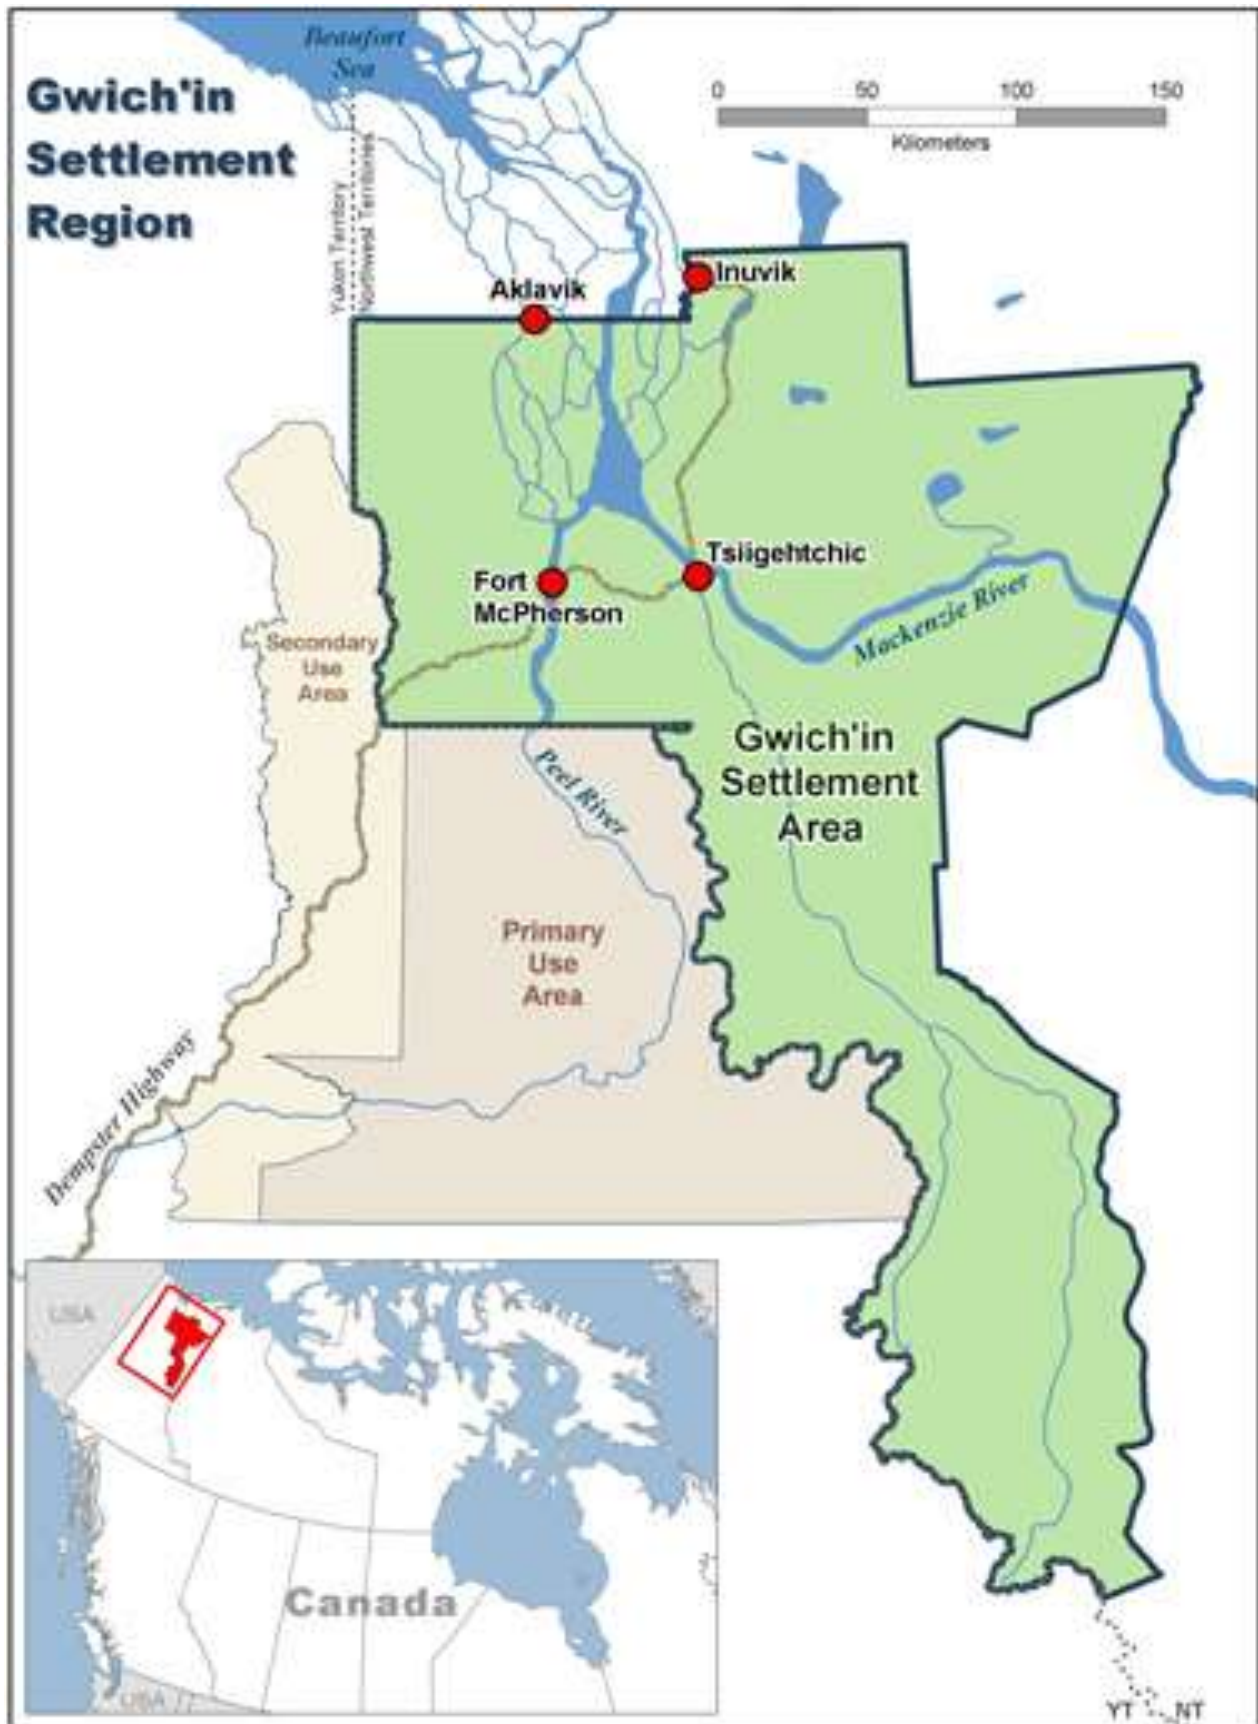 Gwich'in
Settlement
Region
Beaufort
Sea
0 50 100 150
Kilometers
Yukon Territory
Northwest Territories
Inuvik
Aklavik
Tsiigehtchic
Fort
McPherson
Mackenzie River
Secondary
Use
Area
Gwich'in
Settlement
Area
Peel River
Primary
Use
Area
Dempster Highway
USA
Canada
USA
YT NT